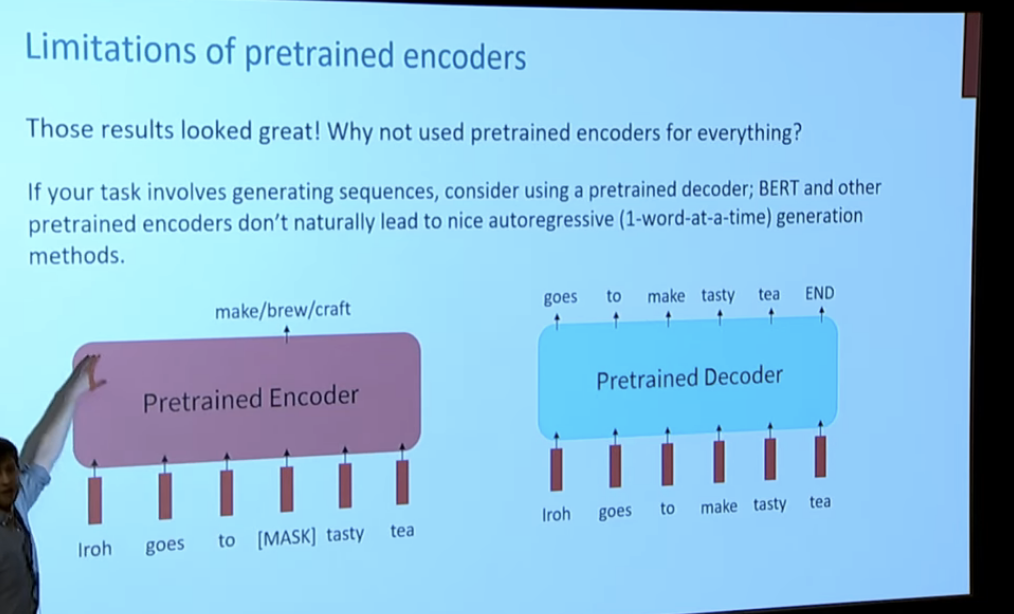 Limitations of pretrained encoders
Those results looked great! Why not used pretrained encoders for everything?
If your task involves generating sequences, consider using a pretrained decoder; BERT and other
pretrained encoders don't naturally lead to nice autoregressive (1-word-at-a-time) generation
methods.
make/brew/craft
Pretrained Encoder
Iroh goes to [MASK] tasty tea
goes to make tasty tea END
Pretrained Decoder
Iroh goes to make tasty tea